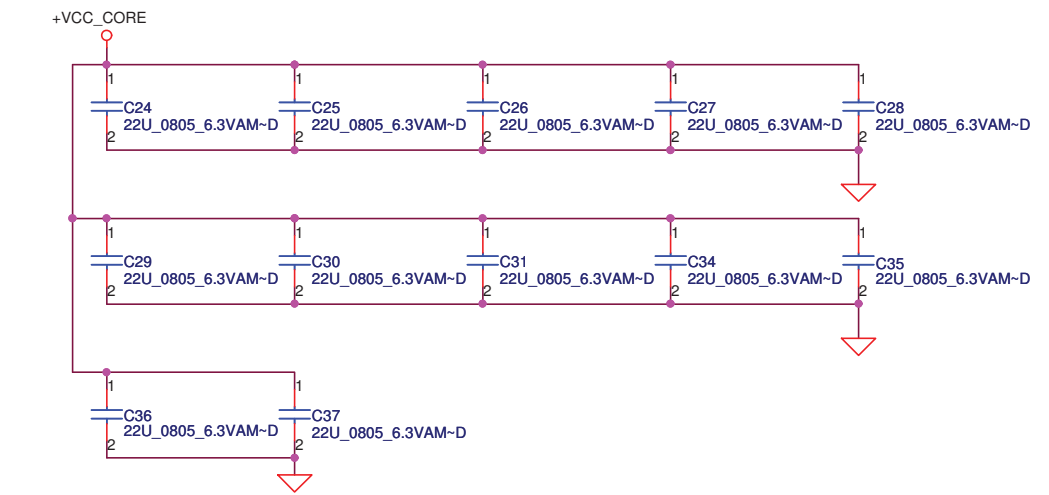 +VCC_CORE
1 1 1 1 1
C24 C25 C26 C27 C28
22U_0805_6.3VAM~D 22U_0805_6.3VAM~D 22U_0805_6.3VAM~D 22U_0805_6.3VAM~D 22U_0805_6.3VAM~D
2 2 2 2 2
1 1 1 1 1
C29 C30 C31 C34 C35
22U_0805_6.3VAM~D 22U_0805_6.3VAM~D 22U_0805_6.3VAM~D 22U_0805_6.3VAM~D 22U_0805_6.3VAM~D
2 2 2 2 2
1 1
C36 C37
22U_0805_6.3VAM~D 22U_0805_6.3VAM~D
2 2